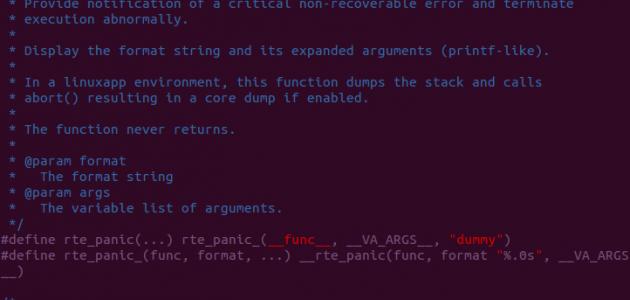 * Provide notification of a critical non-recoverable error and terminate
* execution abnormally.
*
* Display the format string and its expanded arguments (printf-like).
*
* In a linuxapp environment, this function dumps the stack and calls
* abort() resulting in a core dump if enabled.
*
* The function never returns.
*
* @param format
*   The format string
* @param args
*   The variable list of arguments.
*/
#define rte_panic(...) rte_panic_(__func__, __VA_ARGS__, "dummy")
#define rte_panic_(func, format, ...) __rte_panic(func, format "%.0s", __VA_ARGS
__)